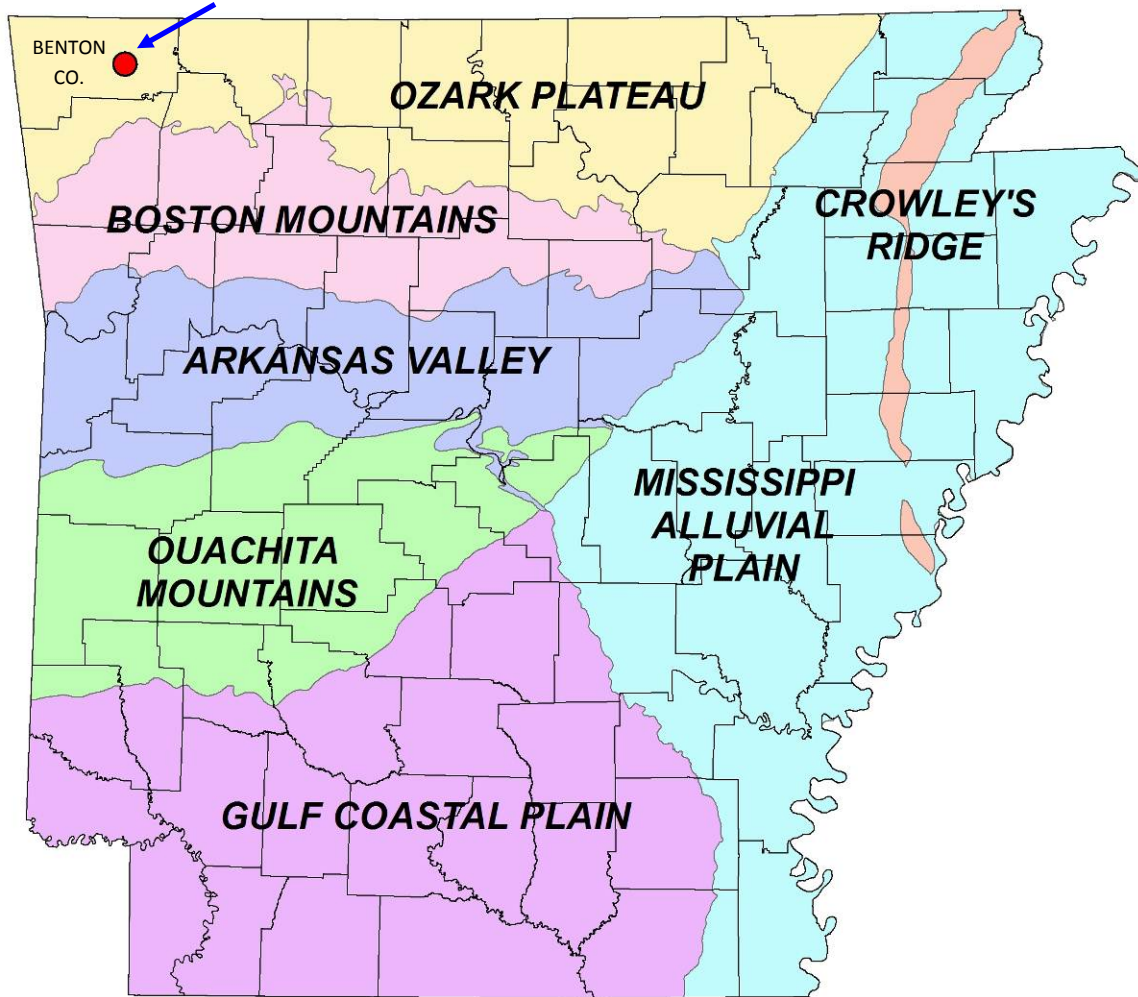 BENTON
CO.
OZARK PLATEAU
CROWLEY'S
RIDGE
BOSTON MOUNTAINS
ARKANSAS VALLEY
MISSISSIPPI
ALLUVIAL
PLAIN
OUACHITA
MOUNTAINS
GULF COASTAL PLAIN